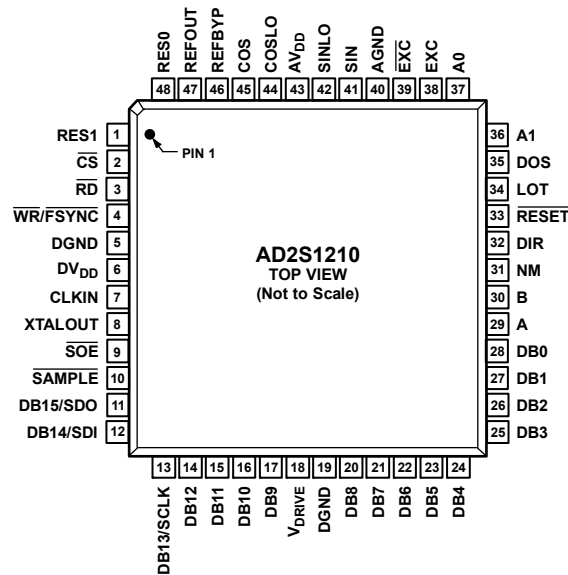 RES0
REFOUT
REFBYP
COS
COSLO
AVDD
SINLO
SIN
AGND
EXC
EXC
A0
48
47
46
45
44
43
42
41
40
39
38
37
RES1 1
CS 2
RD 3
WR/FSYNC 4
DGND 5
DVDD 6
CLKIN 7
XTALOUT 8
SOE 9
SAMPLE 10
DB15/SDO 11
DB14/SDI 12
PIN 1
AD2S1210
TOP VIEW
(Not to Scale)
36 A1
35 DOS
34 LOT
33 RESET
32 DIR
31 NM
30 B
29 A
28 DB0
27 DB1
26 DB2
25 DB3
13
14
15
16
17
18
19
20
21
22
23
24
DB13/SCLK
DB12
DB11
DB10
DB9
VDRIVE
DGND
DB8
DB7
DB6
DB5
DB4